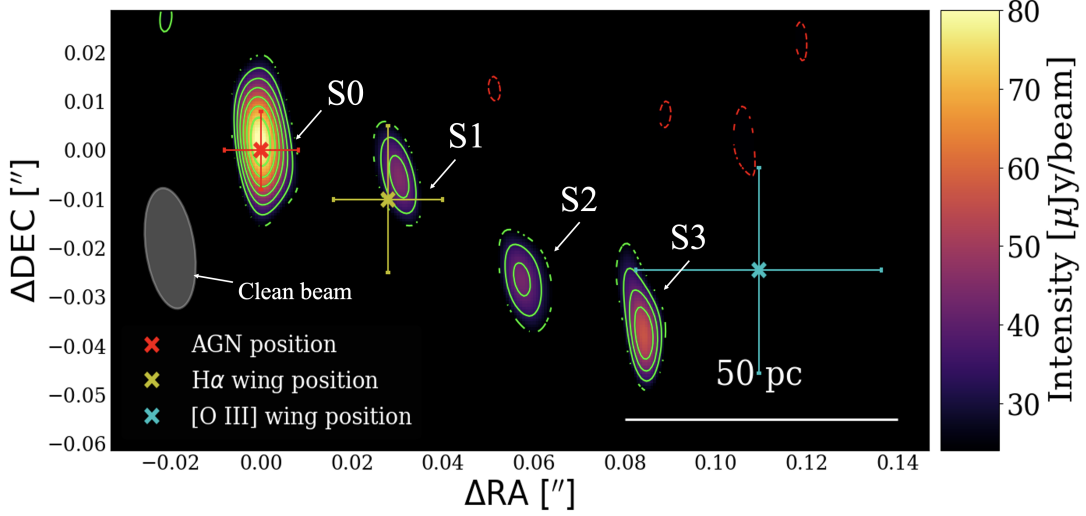 S0
S1
S2
S3
Clean beam
AGN position
Hα wing position
[O III] wing position
50 pc
0.02
0.01
0.00
−0.01
−0.02
−0.03
−0.04
−0.05
−0.06
ΔDEC [″]
−0.02 0.00 0.02 0.04 0.06 0.08 0.10 0.12 0.14
ΔRA [″]
80
70
60
50
40
30
Intensity [μJy/beam]